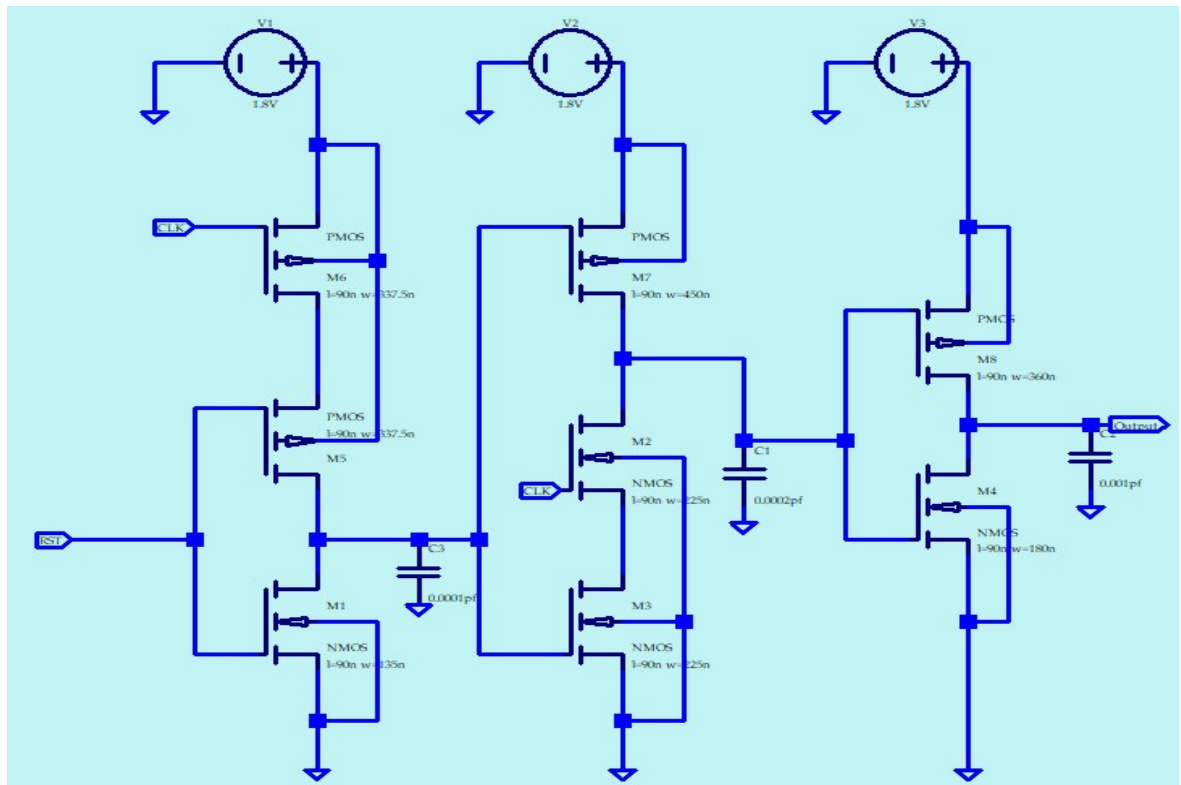 V1
1.8V
V2
1.8V
V3
1.8V
CLK
PMOS
M6
l=90n w=337.5n
PMOS
l=90n w=337.5n
M5
RST
C3
0.0001pf
M1
NMOS
l=90n w=135n
PMOS
M7
l=90n w=450n
M2
CLK
NMOS
l=90n w=225n
M3
NMOS
l=90n w=225n
C1
0.0002pf
PMOS
M8
l=90n w=360n
Output
C2
0.001pf
M4
NMOS
l=90n w=180n